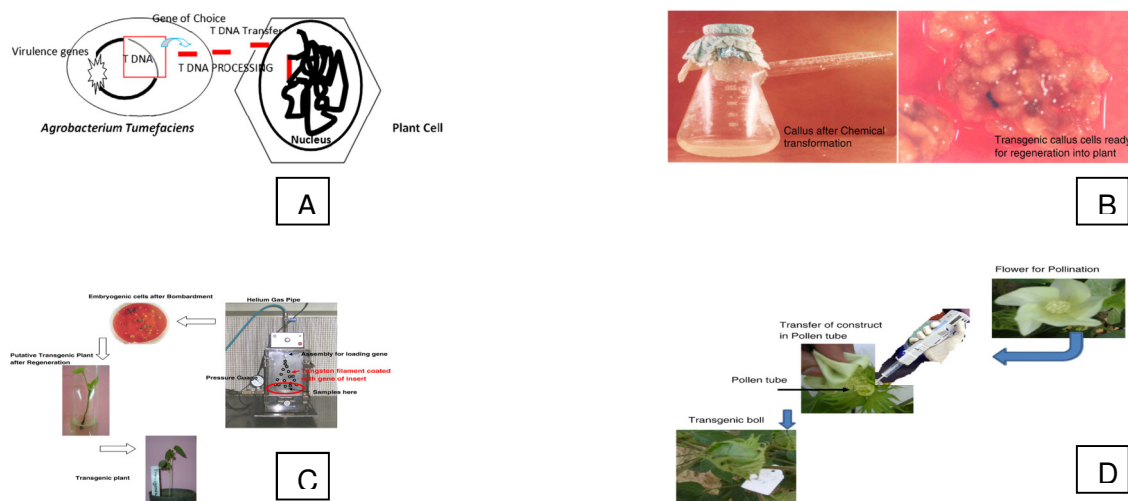 Gene of Choice
T DNA Transfer
Virulence genes
T DNA
T DNA PROCESSING
Agrobacterium Tumefaciens
Nucleus
Plant Cell
A
Callus after Chemical
transformation
Transgenic callus cells ready
for regeneration into plant
B
Embryogenic cells after Bombardment
Helium Gas Pipe
Putative Transgenic Plant
after Regeneration
Assembly for loading gene
Tungsten filament coated
with gene of insert
Pressure Guage
Samples here
Transgenic plant
C
Flower for Pollination
Transfer of construct
in Pollen tube
Pollen tube
Transgenic boll
D